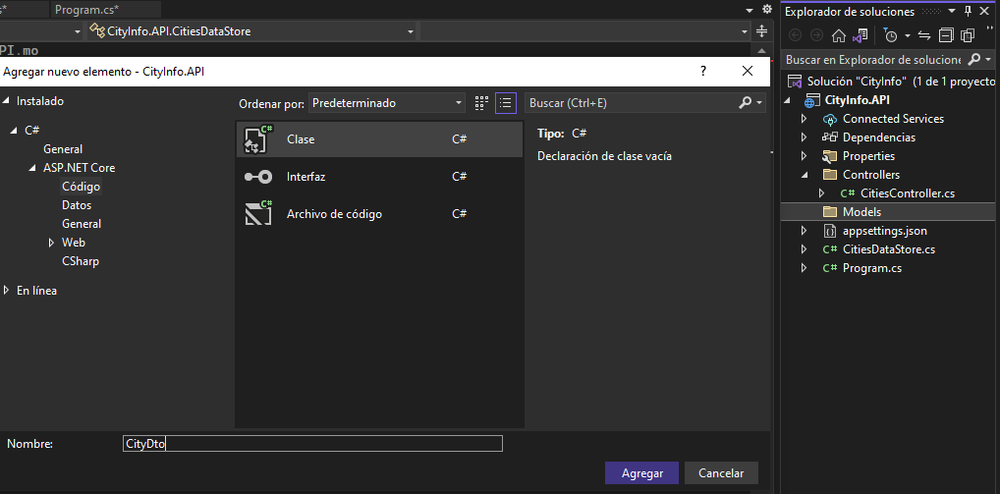 s*
Program.cs*
CityInfo.API.CitiesDataStore
PI.mo
Agregar nuevo elemento - CityInfo.API
?
Instalado
C#
General
ASP.NET Core
Código
Datos
General
Web
CSharp
En línea
Ordenar por:
Predeterminado
Buscar (Ctrl+E)
Clase
C#
Interfaz
C#
Archivo de código
C#
Tipo: C#
Declaración de clase vacía
Nombre:
CityDto
Agregar
Cancelar
Explorador de soluciones
Buscar en Explorador de solucione
Solución "CityInfo" (1 de 1 proyecto
CityInfo.API
Connected Services
Dependencias
Properties
Controllers
C# CitiesController.cs
Models
appsettings.json
C# CitiesDataStore.cs
C# Program.cs